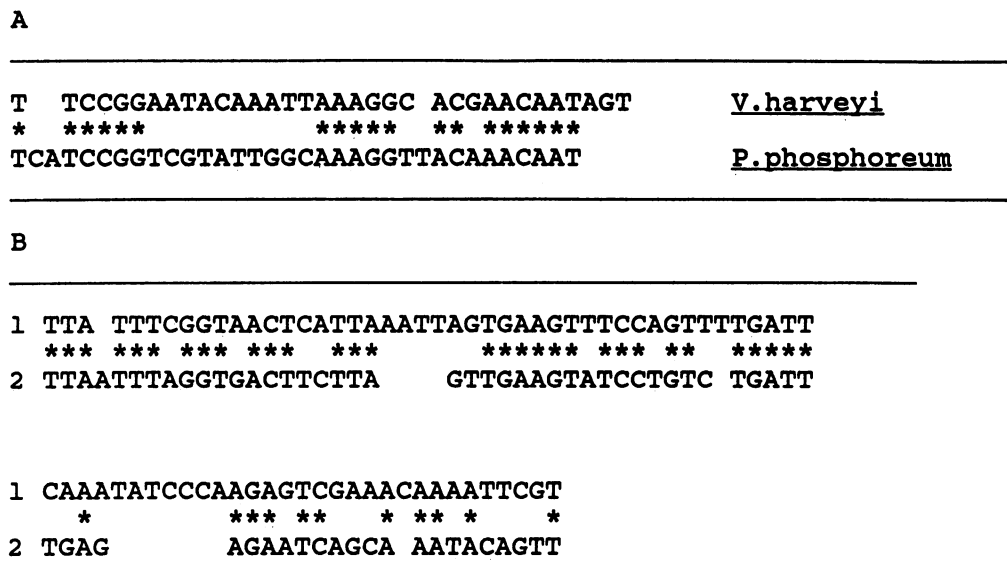 A
T  TCCGGAATACAAATTAAAGGC ACGAACAATAGT    V.harveyi
*  *****          *****  ** ******
TCATCCGGTCGTATTGGCAAAGGTTACAAACAAT    P.phosphoreum
B
1 TTA TTTCGGTAACTCATTAAATTAGTGAAGTTTCCAGTTTTGATT
  *** *** *** ***  ***      ****** *** **  *****
2 TTAATTTAGGTGACTTCTTA    GTTGAAGTATCCTGTC TGATT
1 CAAATATCCCAAGAGTCGAAACAAAATTCGT
    *        *** **   * ** *    *
2 TGAG       AGAATCAGCA AATACAGTT